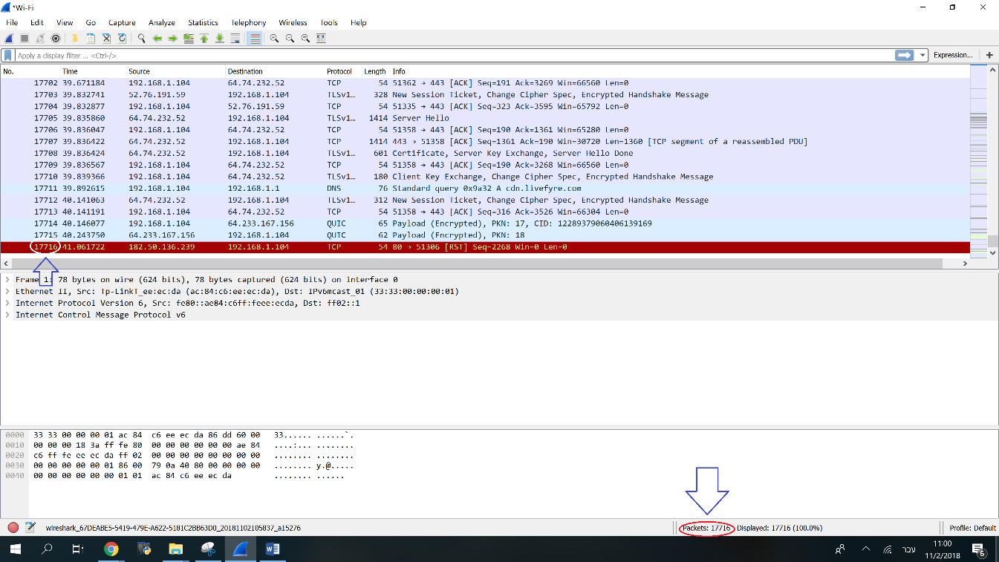 *Wi-Fi
File Edit View Go Capture Analyze Statistics Telephony Wireless Tools Help
Apply a display filter ... <Ctrl-/> Expression... +
No. Time Source Destination Protocol Length Info
17702 39.671184 192.168.1.104 64.74.232.52 TCP 54 51362 → 443 [ACK] Seq=191 Ack=3269 Win=66560 Len=0
17703 39.832741 52.76.191.59 192.168.1.104 TLSv1... 328 New Session Ticket, Change Cipher Spec, Encrypted Handshake Message
17704 39.832877 192.168.1.104 52.76.191.59 TCP 54 51335 → 443 [ACK] Seq=323 Ack=3595 Win=65792 Len=0
17705 39.835860 64.74.232.52 192.168.1.104 TLSv1... 1414 Server Hello
17706 39.836047 192.168.1.104 64.74.232.52 TCP 54 51358 → 443 [ACK] Seq=190 Ack=1361 Win=65280 Len=0
17707 39.836422 64.74.232.52 192.168.1.104 TCP 1414 443 → 51358 [ACK] Seq=1361 Ack=190 Win=30720 Len=1360 [TCP segment of a reassembled PDU]
17708 39.836424 64.74.232.52 192.168.1.104 TLSv1... 601 Certificate, Server Key Exchange, Server Hello Done
17709 39.836567 192.168.1.104 64.74.232.52 TCP 54 51358 → 443 [ACK] Seq=190 Ack=3268 Win=66560 Len=0
17710 39.839366 192.168.1.104 64.74.232.52 TLSv1... 180 Client Key Exchange, Change Cipher Spec, Encrypted Handshake Message
17711 39.892615 192.168.1.104 192.168.1.1 DNS 76 Standard query 0x9a32 A cdn.livefyre.com
17712 40.141063 64.74.232.52 192.168.1.104 TLSv1... 312 New Session Ticket, Change Cipher Spec, Encrypted Handshake Message
17713 40.141191 192.168.1.104 64.74.232.52 TCP 54 51358 → 443 [ACK] Seq=316 Ack=3526 Win=66304 Len=0
17714 40.146077 192.168.1.104 64.233.167.156 QUIC 65 Payload (Encrypted), PKN: 17, CID: 12289379060406139169
17715 40.243750 64.233.167.156 192.168.1.104 QUIC 62 Payload (Encrypted), PKN: 18
17716 41.061722 182.50.136.239 192.168.1.104 TCP 54 80 → 51306 [RST] Seq=2268 Win=0 Len=0
Frame 1: 78 bytes on wire (624 bits), 78 bytes captured (624 bits) on interface 0
Ethernet II, Src: Tp-LinkT_ee:ec:da (ac:84:c6:ee:ec:da), Dst: IPv6mcast_01 (33:33:00:00:00:01)
Internet Protocol Version 6, Src: fe80::ae84:c6ff:feee:ecda, Dst: ff02::1
Internet Control Message Protocol v6
0000 33 33 00 00 00 01 ac 84 c6 ee ec da 86 dd 60 00 33...... ......`.
0010 00 00 00 18 3a ff fe 80 00 00 00 00 00 00 ae 84 ....:... ........
0020 c6 ff fe ee ec da ff 02 00 00 00 00 00 00 00 00 ........ ........
0030 00 00 00 00 00 01 86 00 79 0a 40 80 00 00 00 00 ........ y.@.....
0040 00 00 00 00 00 00 01 01 ac 84 c6 ee ec da ........ ......
wireshark_67DEABE5-5419-479E-A622-5181C2BB63D0_20181102105837_a15276 Packets: 17716 Displayed: 17716 (100.0%) Profile: Default
עבר 11:00
11/2/2018 6